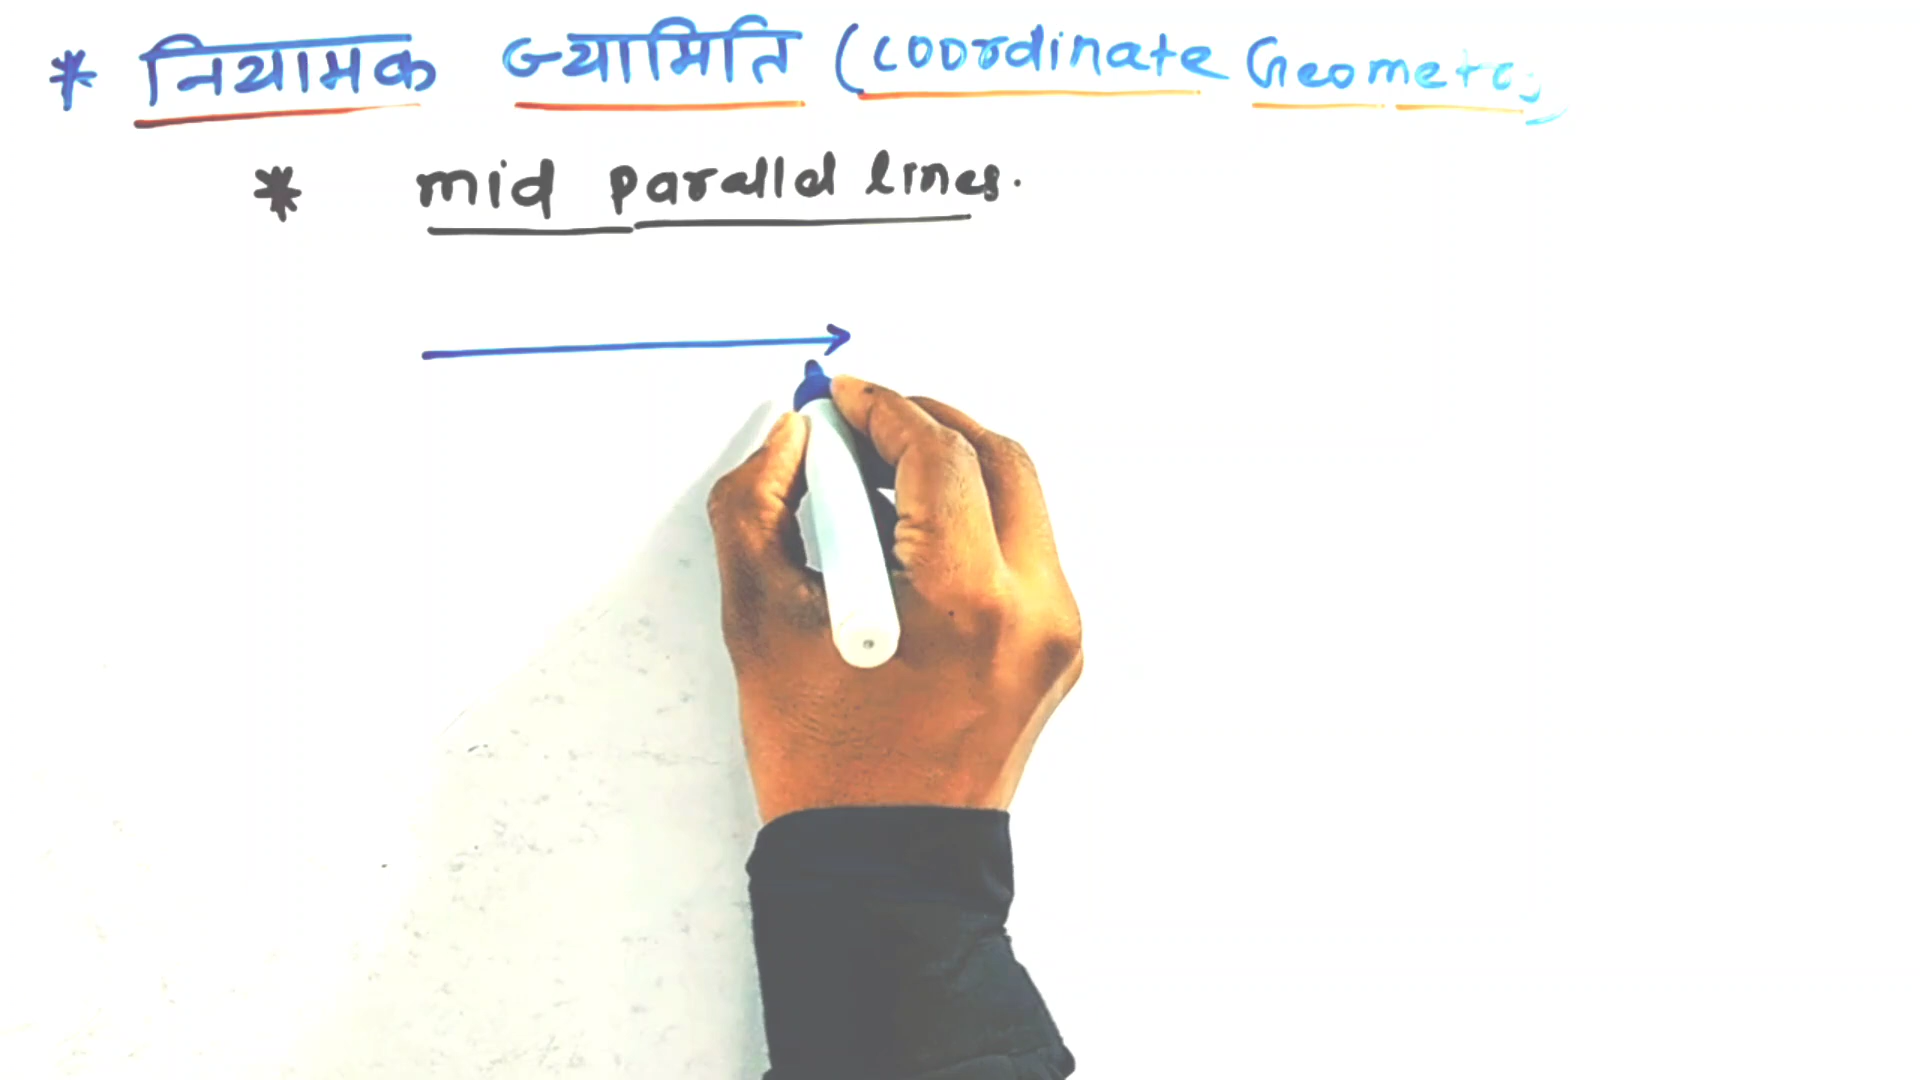 * नियामक ज्यामिति (coordinate Geometry)
* mid parallel lines.